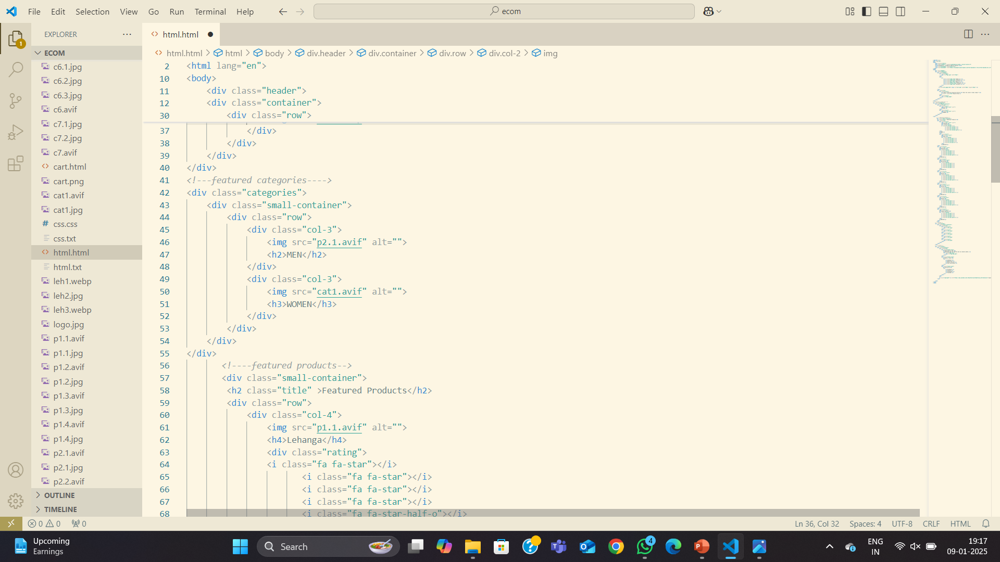 File Edit Selection View Go Run Terminal Help
ecom
EXPLORER
html.html
ECOM
html.html html body div.header div.container div.row div.col-2 img
c6.1.jpg
c6.2.jpg
c6.3.jpg
c6.avif
c7.1.jpg
c7.2.jpg
c7.avif
cart.html
cart.png
cat1.avif
cat1.jpg
css.css
css.txt
html.html
html.txt
leh1.webp
leh2.jpg
leh3.webp
logo.jpg
p1.1.avif
p1.1.jpg
p1.2.avif
p1.2.jpg
p1.3.avif
p1.3.jpg
p1.4.avif
p1.4.jpg
p2.1.avif
p2.1.jpg
p2.2.avif
OUTLINE
TIMELINE
1
2 <html lang="en">
10 <body>
11 <div class="header">
12 <div class="container">
30 <div class="row">
37 </div>
38 </div>
39 </div>
40 </div>
41 <!---featured categories---->
42 <div class="categories">
43 <div class="small-container">
44 <div class="row">
45 <div class="col-3">
46 <img src="p2.1.avif" alt="">
47 <h2>MEN</h2>
48 </div>
49 <div class="col-3">
50 <img src="cat1.avif" alt="">
51 <h3>WOMEN</h3>
52 </div>
53 </div>
54 </div>
55 </div>
56 <!----featured products-->
57 <div class="small-container">
58 <h2 class="title" >Featured Products</h2>
59 <div class="row">
60 <div class="col-4">
61 <img src="p1.1.avif" alt="">
62 <h4>Lehanga</h4>
63 <div class="rating">
64 <i class="fa fa-star"></i>
65 <i class="fa fa-star"></i>
66 <i class="fa fa-star"></i>
67 <i class="fa fa-star"></i>
68 <i class="fa fa-star-half-o"></i>
0 0 0
Ln 36, Col 32 Spaces: 4 UTF-8 CRLF HTML
Upcoming
Earnings
Search
4
ENG
IN
19:17
09-01-2025